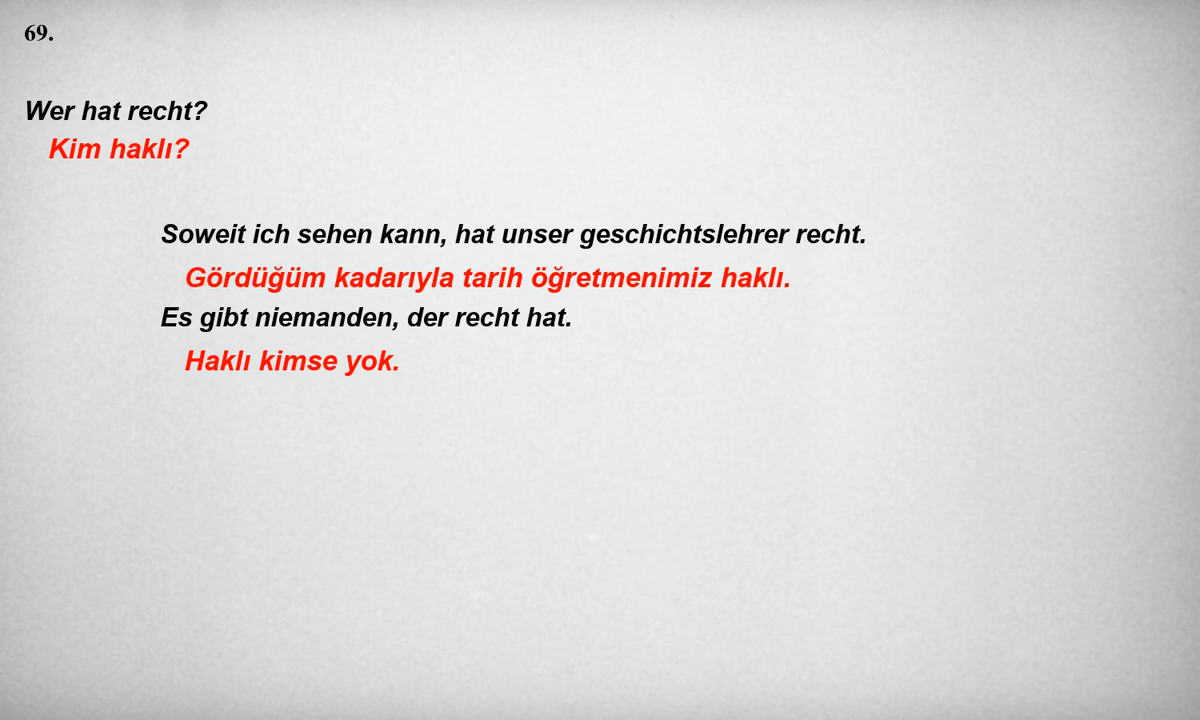 69.
Wer hat recht?
Kim haklı?
Soweit ich sehen kann, hat unser geschichtslehrer recht.
Gördüğüm kadarıyla tarih öğretmenimiz haklı.
Es gibt niemanden, der recht hat.
Haklı kimse yok.